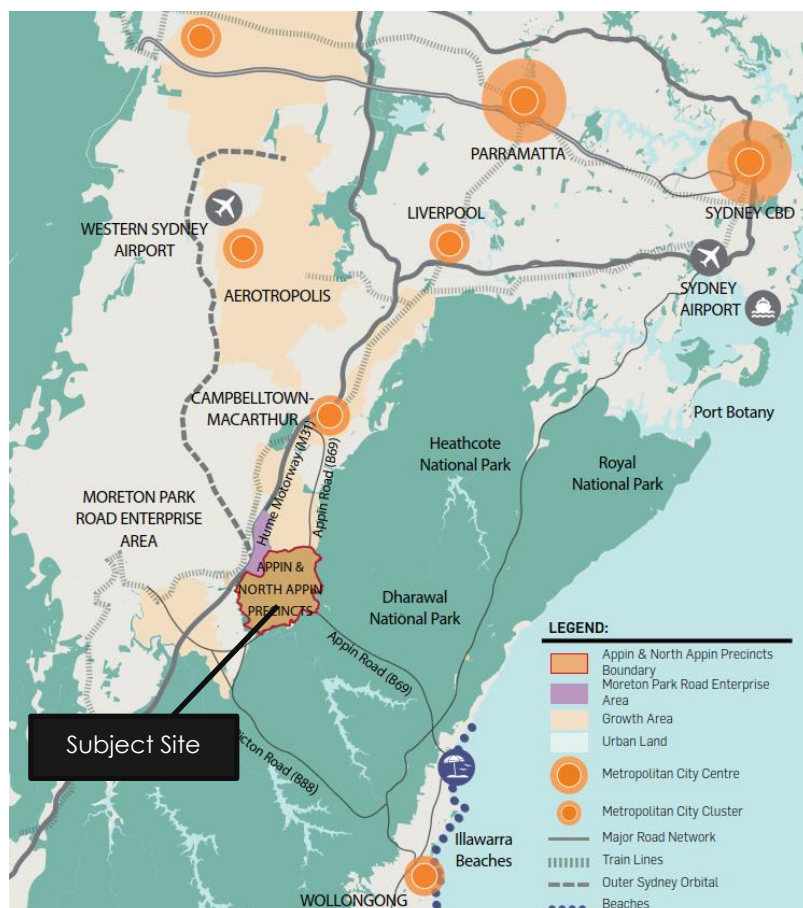 PARRAMATTA
SYDNEY CBD
LIVERPOOL
WESTERN SYDNEY
AIRPORT
AEROTROPOLIS
SYDNEY
AIRPORT
CAMPBELLTOWN-
MACARTHUR
Port Botany
Hume Motorway (M31)
Appin Road (B69)
Heathcote
National Park
Royal
National Park
MORETON PARK
ROAD ENTERPRISE
AREA
APPIN &
NORTH APPIN
PRECINCTS
Dharawal
National Park
Appin Road (B69)
Subject Site
Picton Road (B88)
Illawarra
Beaches
WOLLONGONG
LEGEND:
Appin & North Appin Precincts
Boundary
Moreton Park Road Enterprise
Area
Growth Area
Urban Land
Metropolitan City Centre
Metropolitan City Cluster
Major Road Network
Train Lines
Outer Sydney Orbital
Beaches